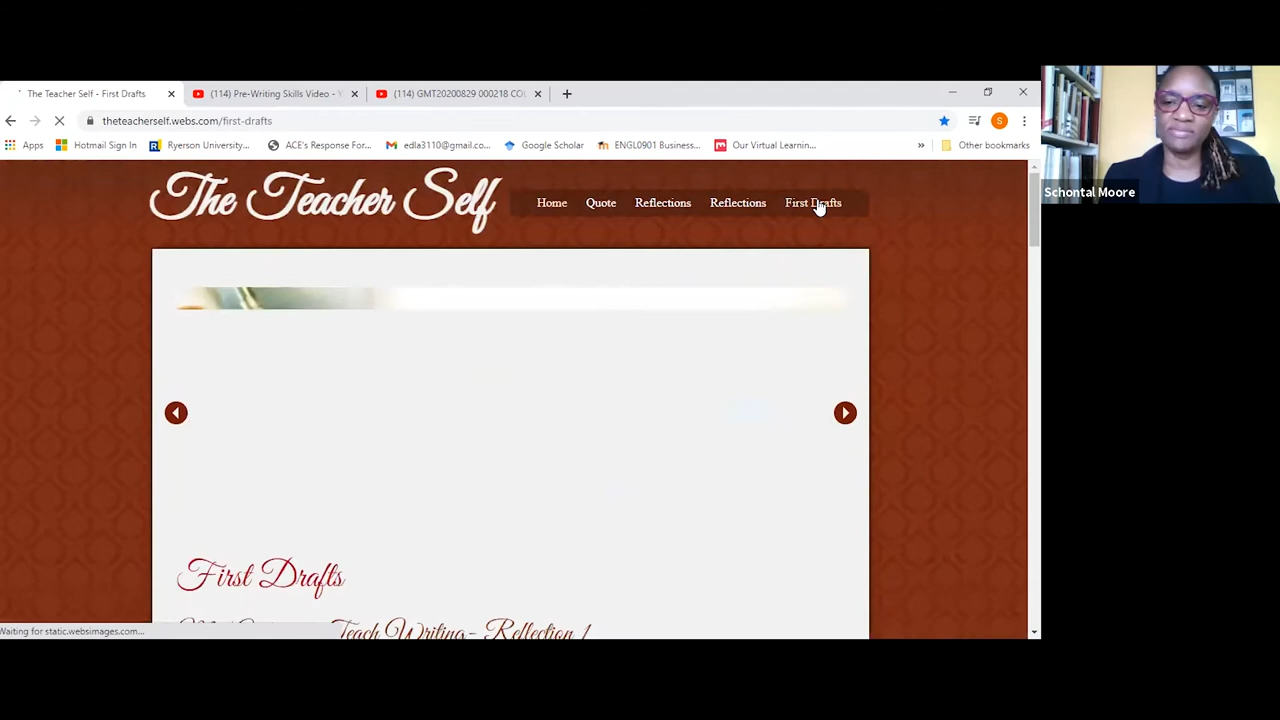 The Teacher Self - First Drafts
(114) Pre-Writing Skills Video - Y
(114) GMT20200829 000218 COU
theteacherself.webs.com/first-drafts
S
Apps
Hotmail Sign In
Ryerson University...
ACE's Response For...
edla3110@gmail.co...
Google Scholar
ENGL0901 Business...
Our Virtual Learnin...
»
Other bookmarks
The Teacher Self
Home
Quote
Reflections
Reflections
First Drafts
Schontal Moore
First Drafts
Teach Writing - Reflection 1
Waiting for static.websimages.com...